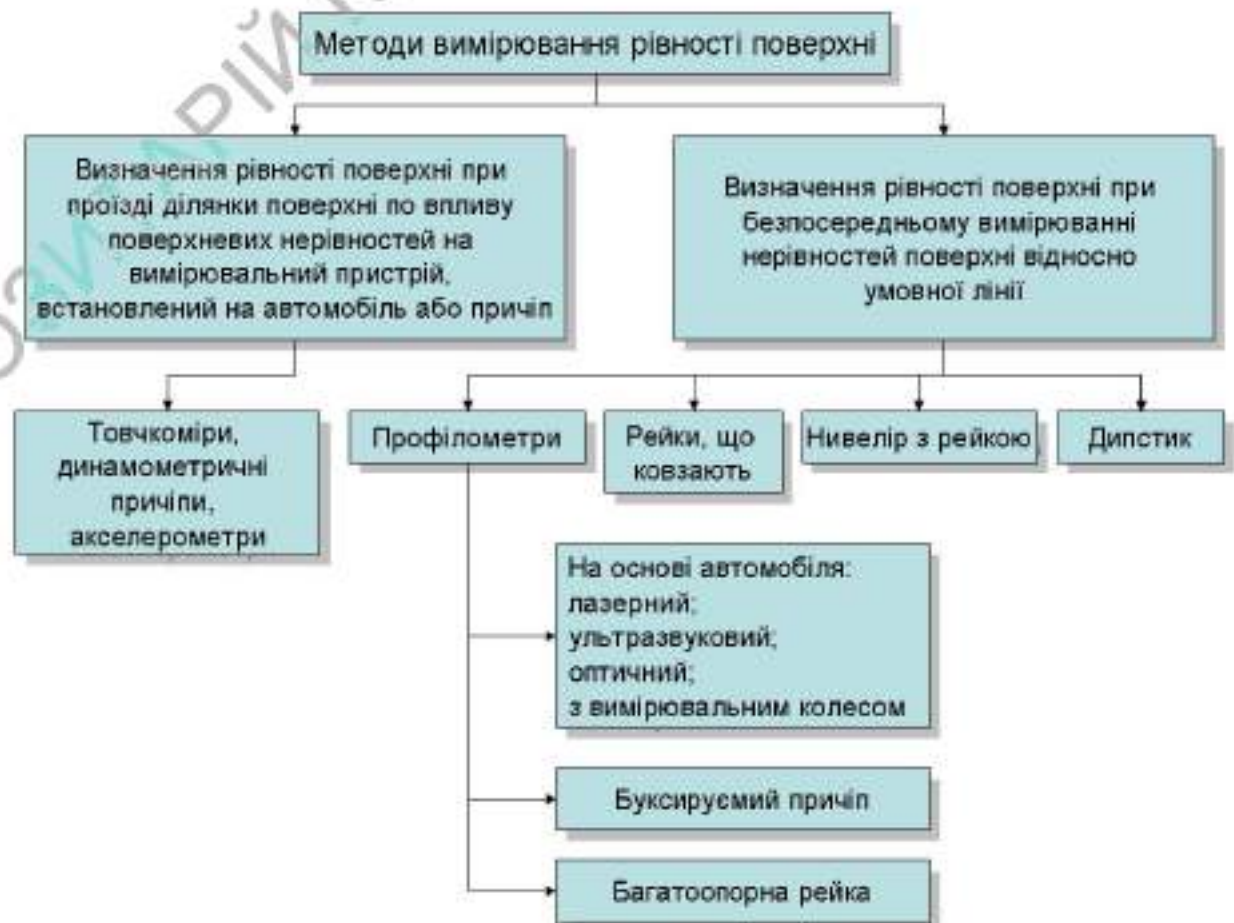 Методи вимірювання рівності поверхні
Визначення рівності поверхні при
проїзді ділянки поверхні по впливу
поверхневих нерівностей на
вимірювальний пристрій,
встановлений на автомобіль або причіп
Визначення рівності поверхні при
безпосередньому вимірюванні
нерівностей поверхні відносно
умовної лінії
Товчкоміри,
динамометричні
причіпи,
акселерометри
Профілометри
Рейки, що
ковзають
Нивелір з рейкою
Дипстик
На основі автомобіля:
лазерний;
ультразвуковий;
оптичний;
з вимірювальним колесом
Буксируємий причіп
Багатоопорна рейка